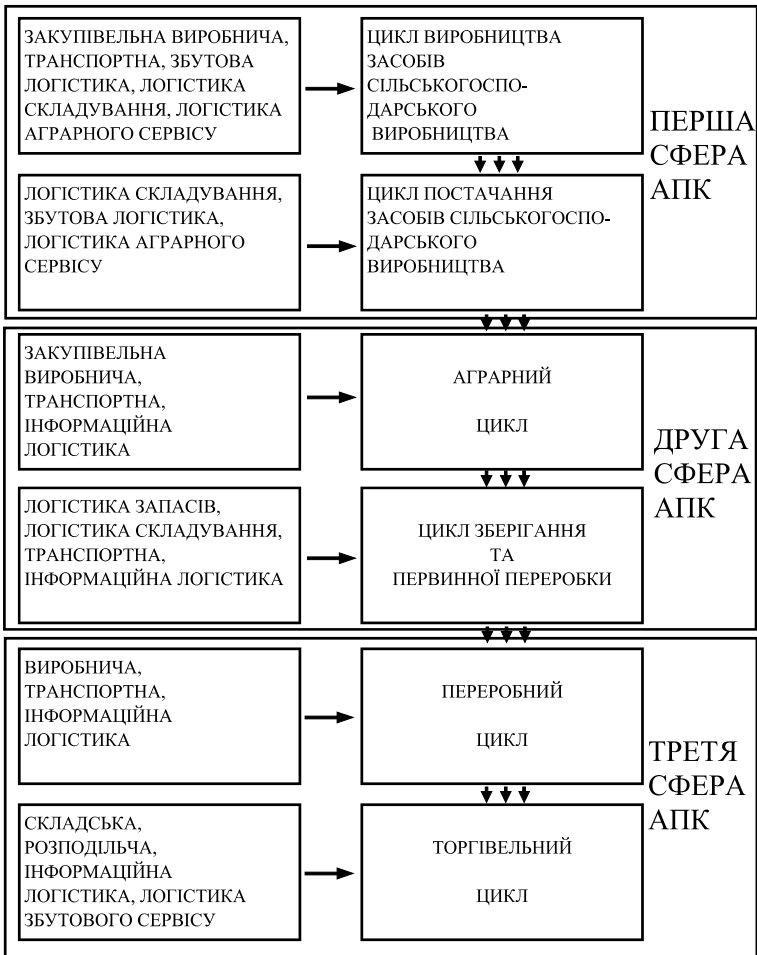 ЗАКУПІВЕЛЬНА ВИРОБНИЧА,
ТРАНСПОРТНА, ЗБУТОВА
ЛОГІСТИКА, ЛОГІСТИКА
СКЛАДУВАННЯ, ЛОГІСТИКА
АГРАРНОГО СЕРВІСУ
ЦИКЛ ВИРОБНИЦТВА
ЗАСОБІВ
СІЛЬСЬКОГОСПО-
ДАРСЬКОГО
ВИРОБНИЦТВА
ЛОГІСТИКА СКЛАДУВАННЯ,
ЗБУТОВА ЛОГІСТИКА,
ЛОГІСТИКА АГРАРНОГО
СЕРВІСУ
ЦИКЛ ПОСТАЧАННЯ
ЗАСОБІВ СІЛЬСЬКОГОСПО-
ДАРСЬКОГО
ВИРОБНИЦТВА
ПЕРША
СФЕРА
АПК
ЗАКУПІВЕЛЬНА
ВИРОБНИЧА,
ТРАНСПОРТНА,
ІНФОРМАЦІЙНА
ЛОГІСТИКА
АГРАРНИЙ
ЦИКЛ
ЛОГІСТИКА ЗАПАСІВ,
ЛОГІСТИКА СКЛАДУВАННЯ,
ТРАНСПОРТНА,
ІНФОРМАЦІЙНА ЛОГІСТИКА
ЦИКЛ ЗБЕРІГАННЯ
ТА
ПЕРВИННОЇ ПЕРЕРОБКИ
ДРУГА
СФЕРА
АПК
ВИРОБНИЧА,
ТРАНСПОРТНА,
ІНФОРМАЦІЙНА
ЛОГІСТИКА
ПЕРЕРОБНИЙ
ЦИКЛ
СКЛАДСЬКА,
РОЗПОДІЛЬЧА,
ІНФОРМАЦІЙНА
ЛОГІСТИКА, ЛОГІСТИКА
ЗБУТОВОГО СЕРВІСУ
ТОРГІВЕЛЬНИЙ
ЦИКЛ
ТРЕТЯ
СФЕРА
АПК